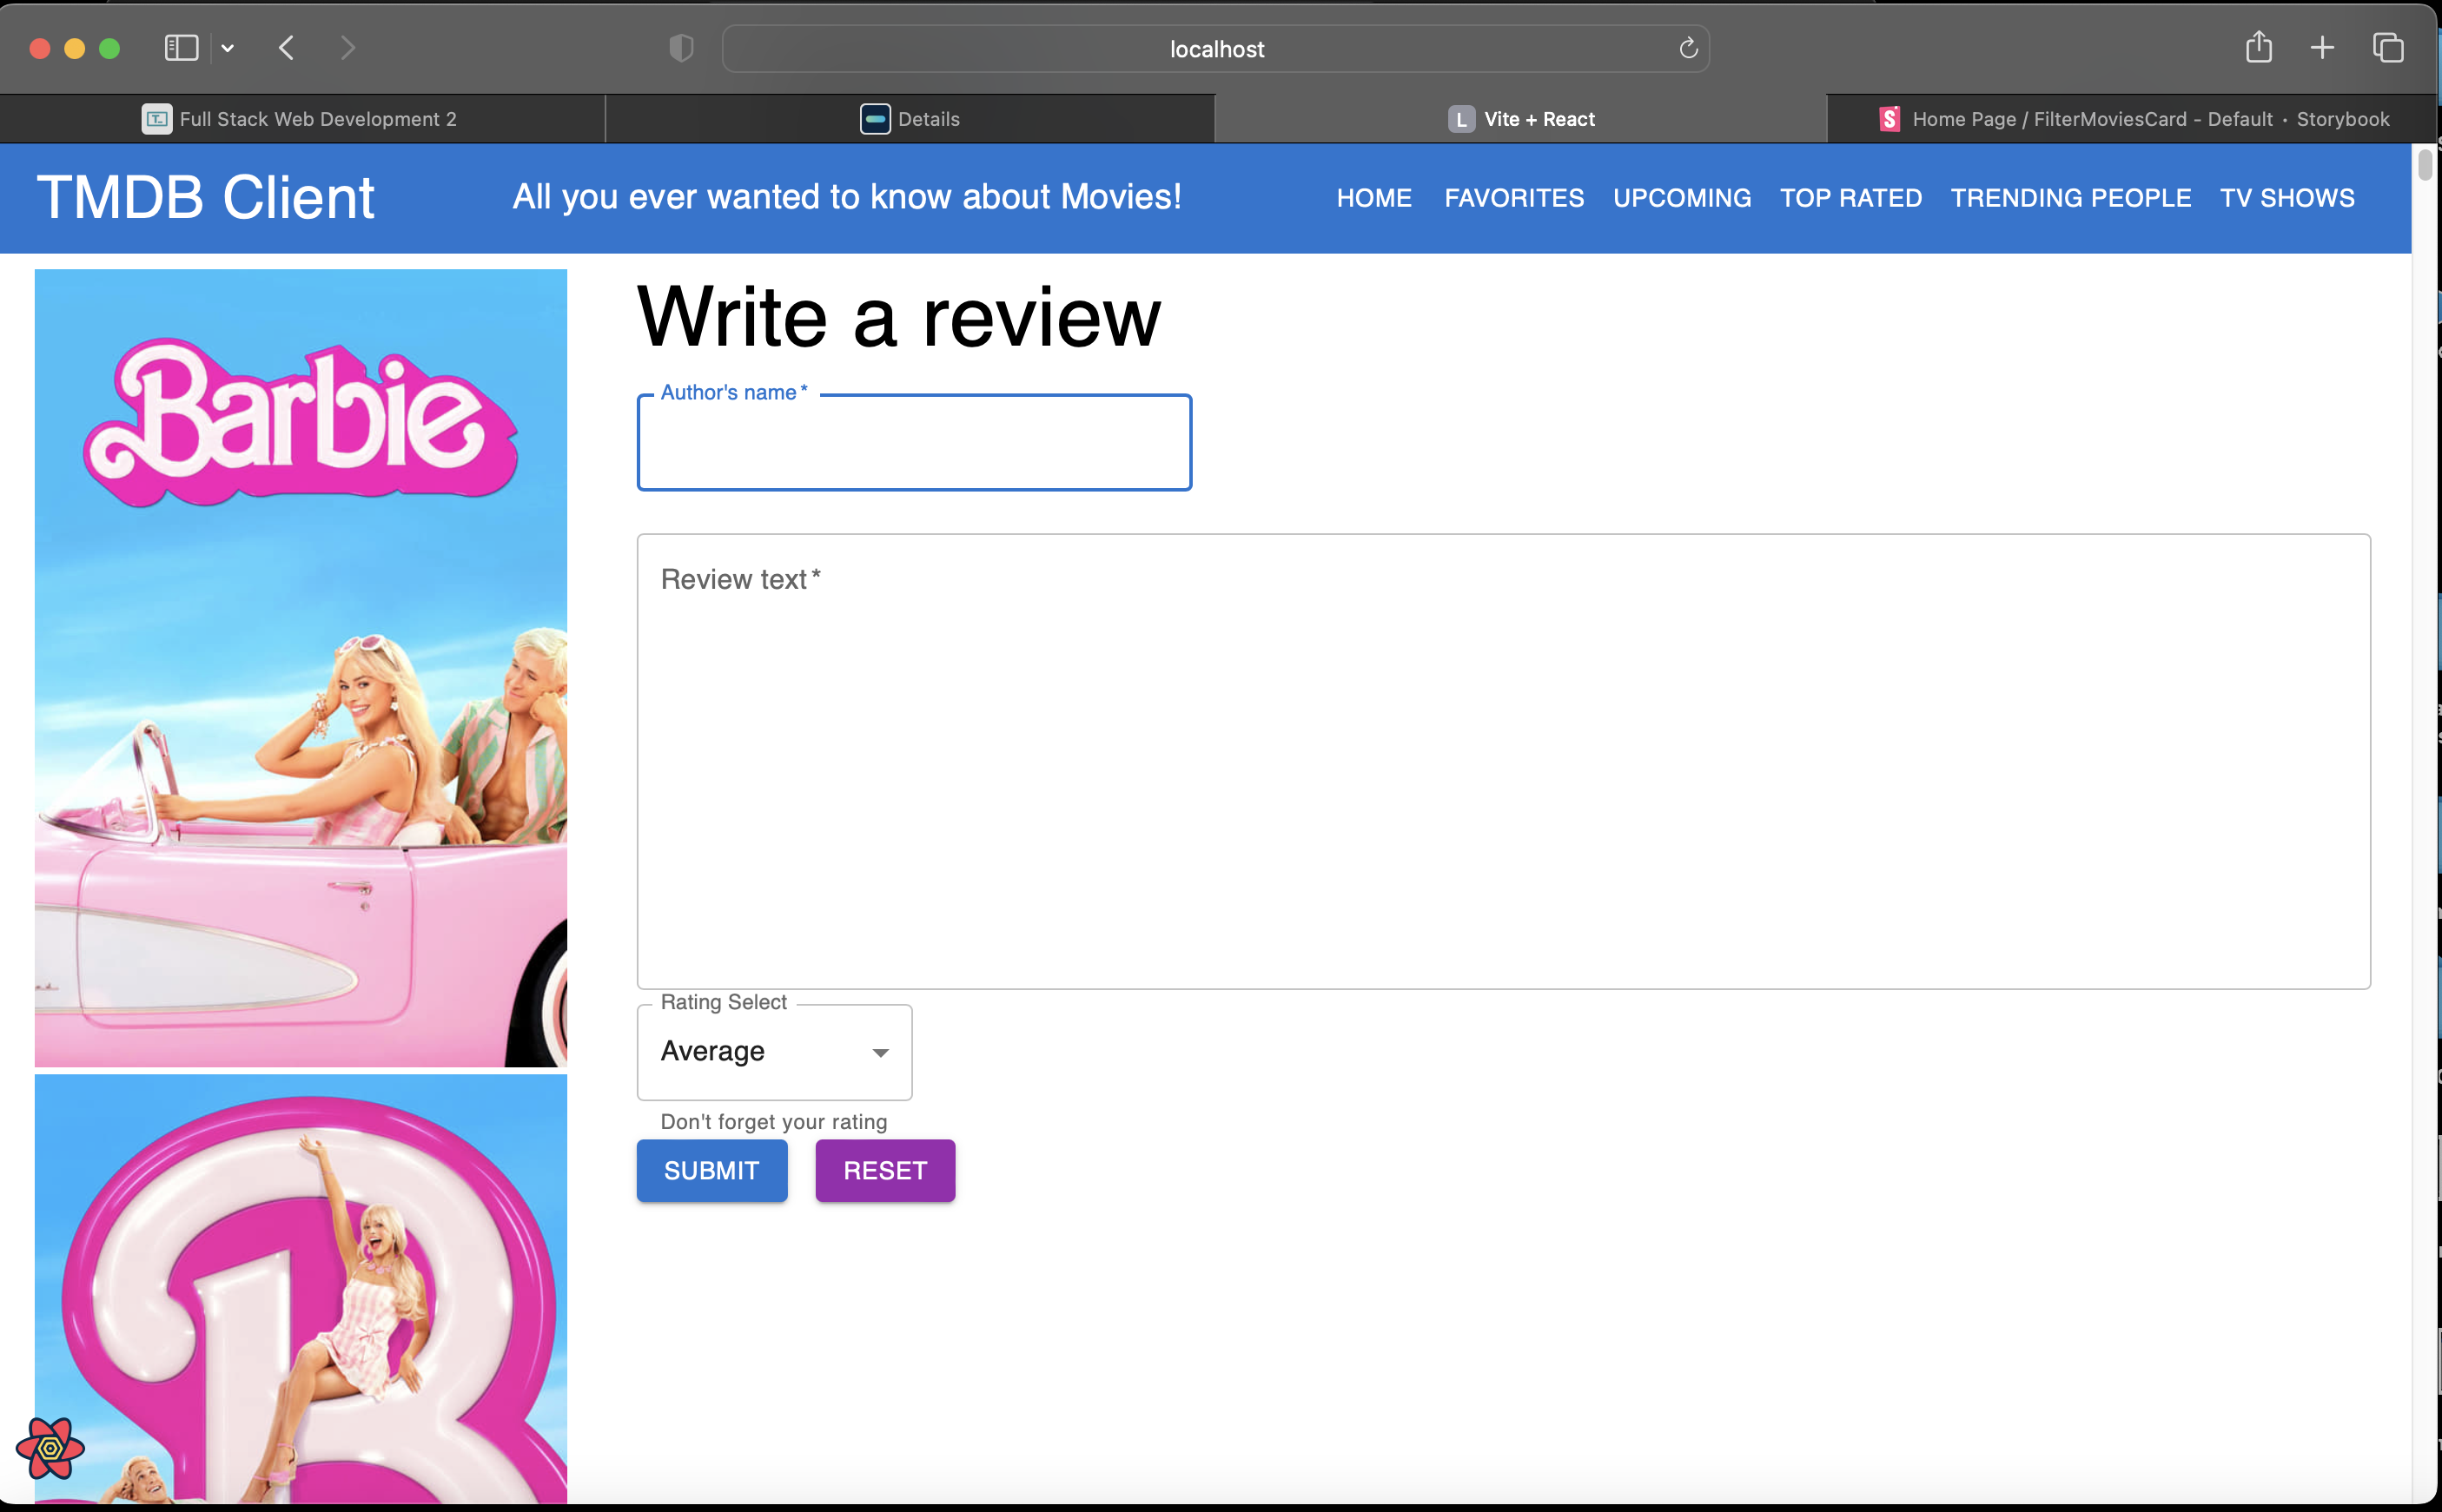 localhost
T_ Full Stack Web Development 2
Details
L Vite + React
S Home Page / FilterMoviesCard - Default • Storybook
TMDB Client
All you ever wanted to know about Movies!
HOME FAVORITES UPCOMING TOP RATED TRENDING PEOPLE TV SHOWS
Barbie
Write a review
Author's name *
Review text *
Rating Select
Average
Don't forget your rating
SUBMIT RESET
B